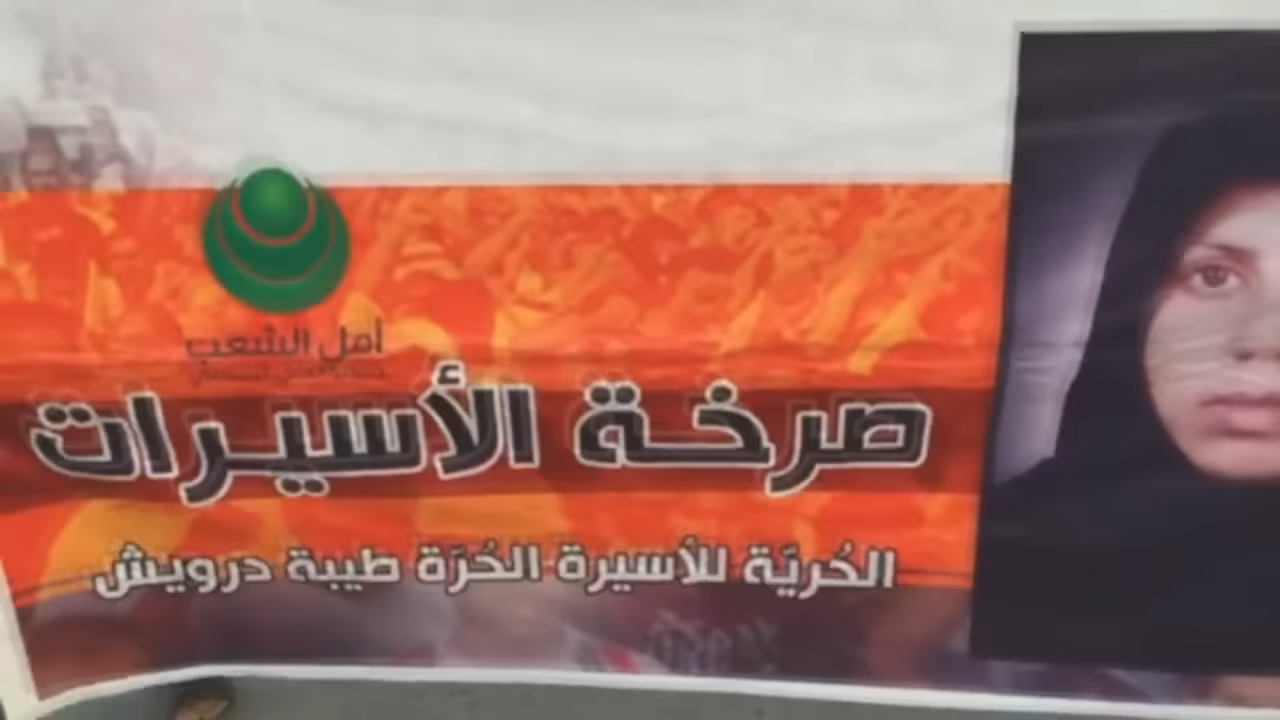 أمل الشعب
صرخة الأسيرات
الحُريّة للأسيرة الحُرّة طيبة درويش